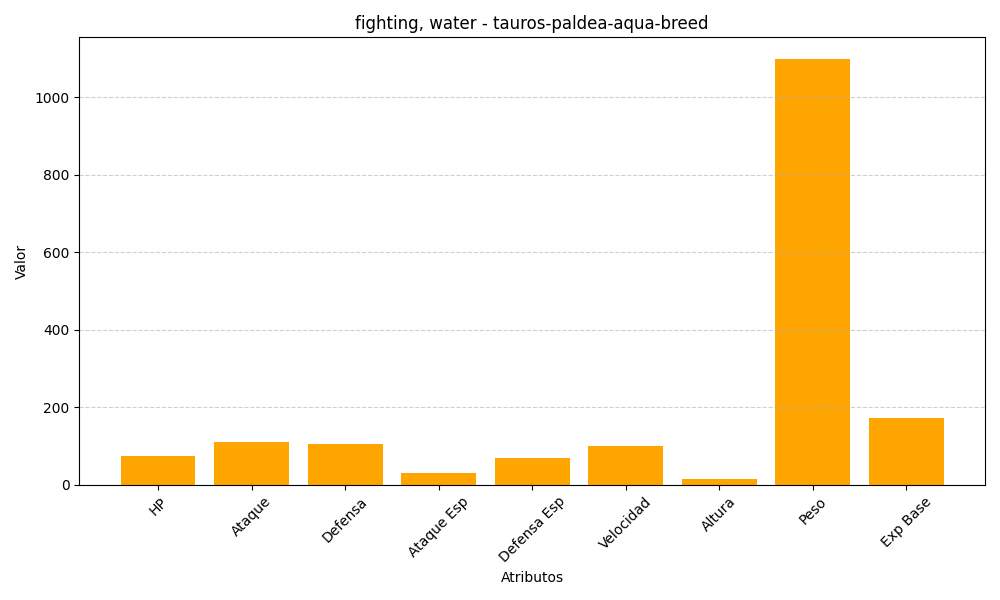 fighting, water - tauros-paldea-aqua-breed
Valor
1000
800
600
400
200
0
HP
Ataque
Defensa
Ataque Esp
Defensa Esp
Velocidad
Altura
Peso
Exp Base
Atributos